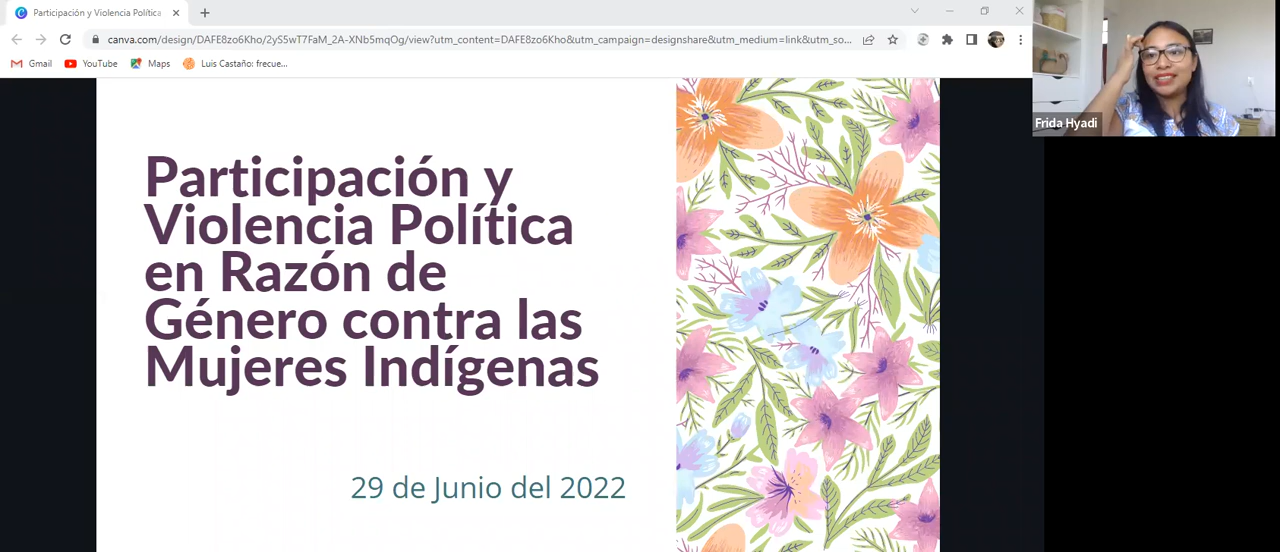 Participación y Violencia Política
canva.com/design/DAFE8zo6Kho/2yS5wT7FaM_2A-XNb5mqOg/view?utm_content=DAFE8zo6Kho&utm_campaign=designshare&utm_medium=link&utm_so...
Gmail YouTube Maps Luis Castaño: frecue...
Frida Hyadi
Participación y
Violencia Política
en Razón de
Género contra las
Mujeres Indígenas
29 de Junio del 2022